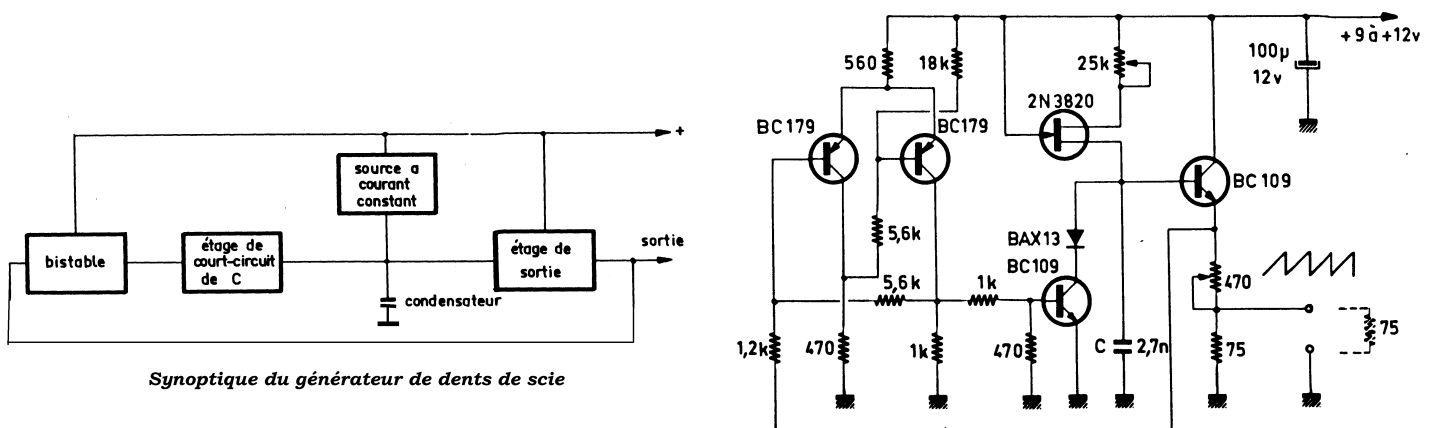 +
source a
courant
constant
bistable
étage de
court-circuit
de C
étage de
sortie
sortie
condensateur
Synoptique du générateur de dents de scie
+9 à +12v
560
18k
25k
100µ
12v
2N3820
BC179
BC179
BC109
5,6k
BAX13
BC109
5,6k
1k
470
1,2k
470
1k
470
C
2,7n
75
75